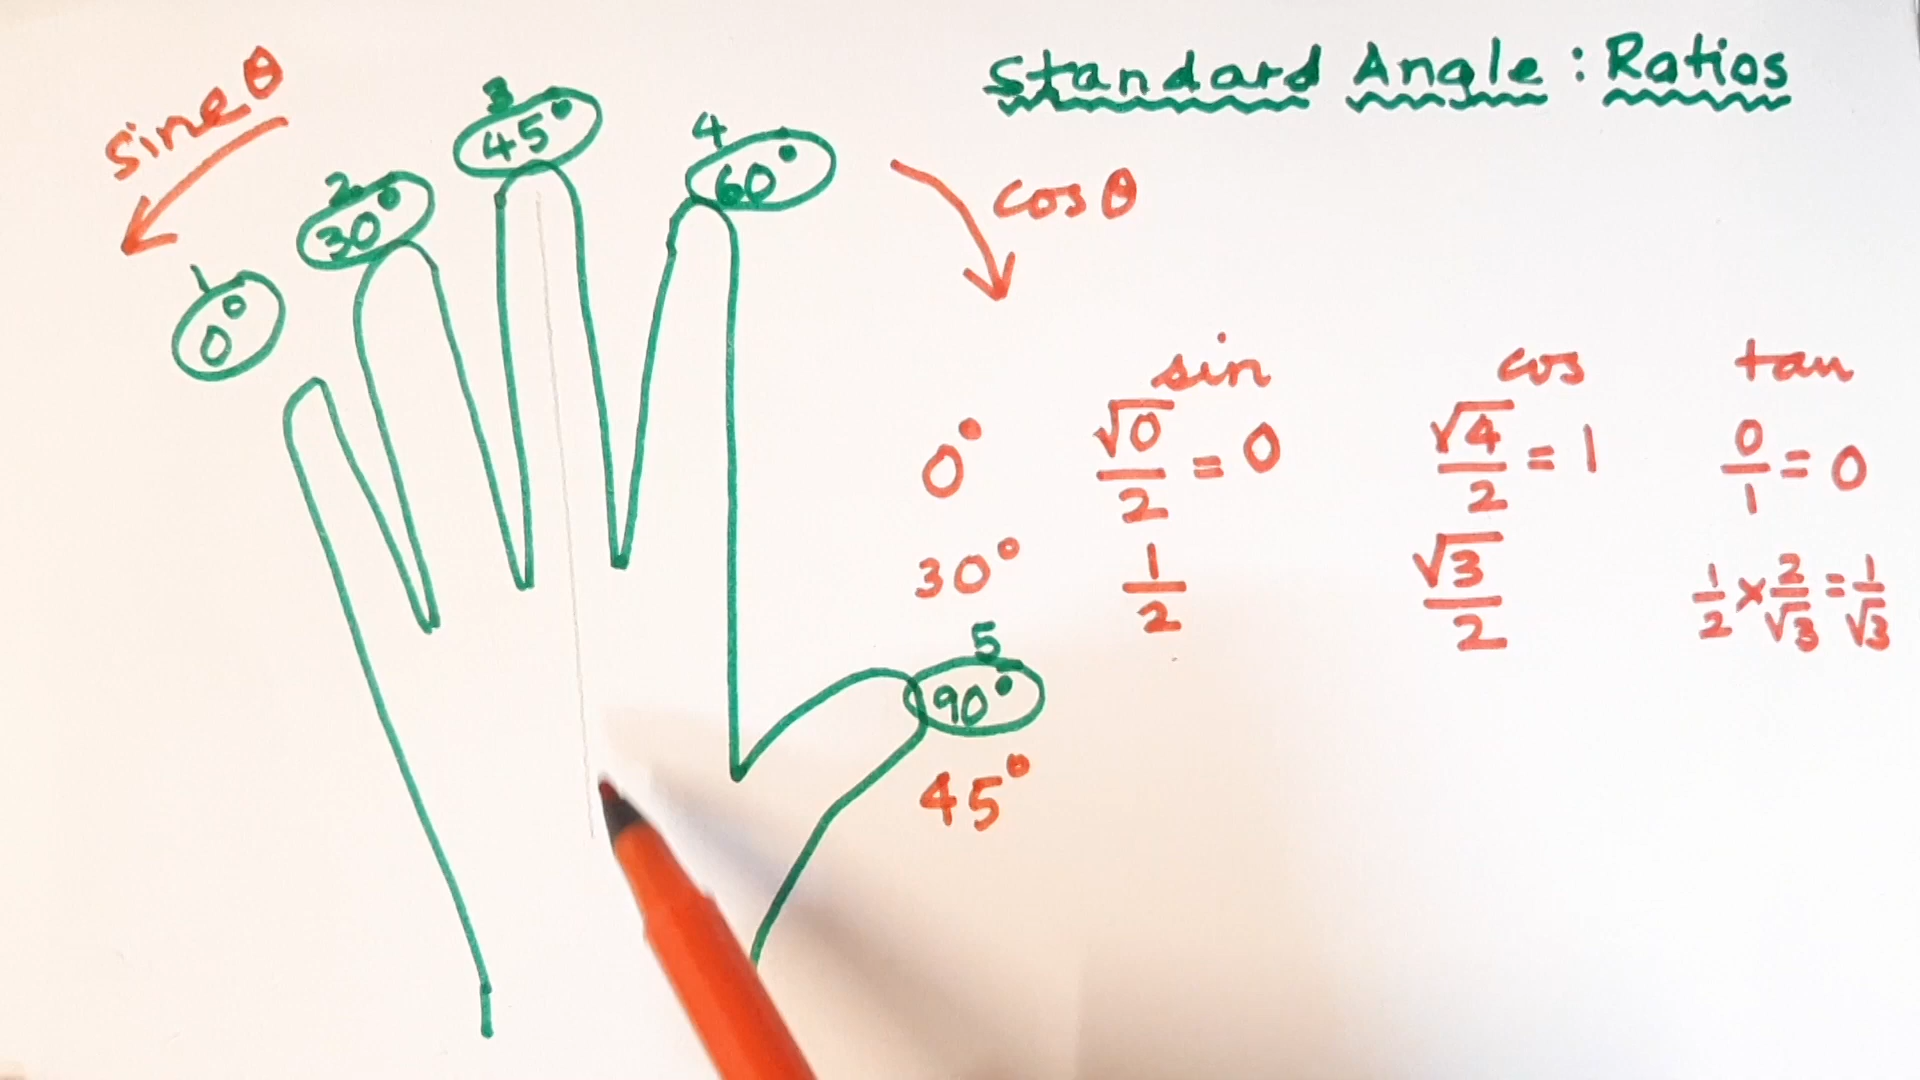 Standard Angle : Ratios
sine θ
cos θ
1
0°
2
30°
3
45°
4
60°
5
90°
sin cos tan
0° √0/2 = 0 √4/2 = 1 0/1 = 0
30° 1/2 √3/2 1/2 × 2/√3 = 1/√3
45°